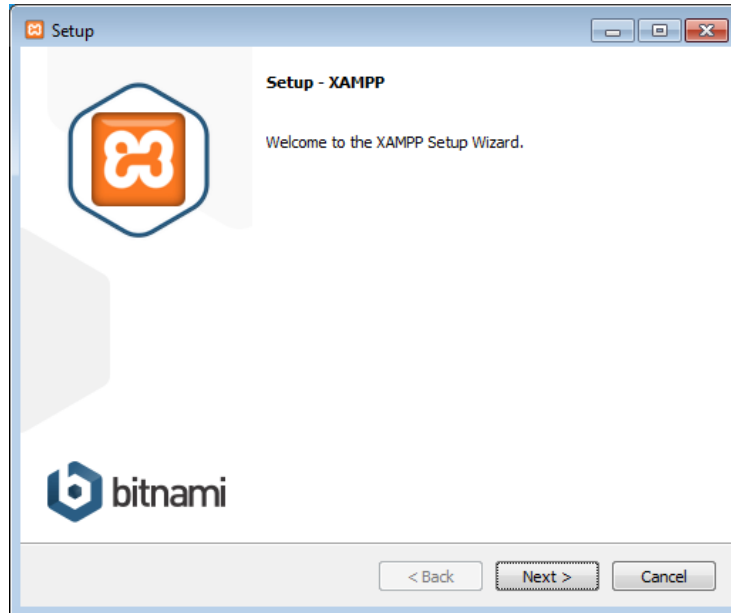 Setup
Setup - XAMPP
Welcome to the XAMPP Setup Wizard.
bitnami
< Back
Next >
Cancel